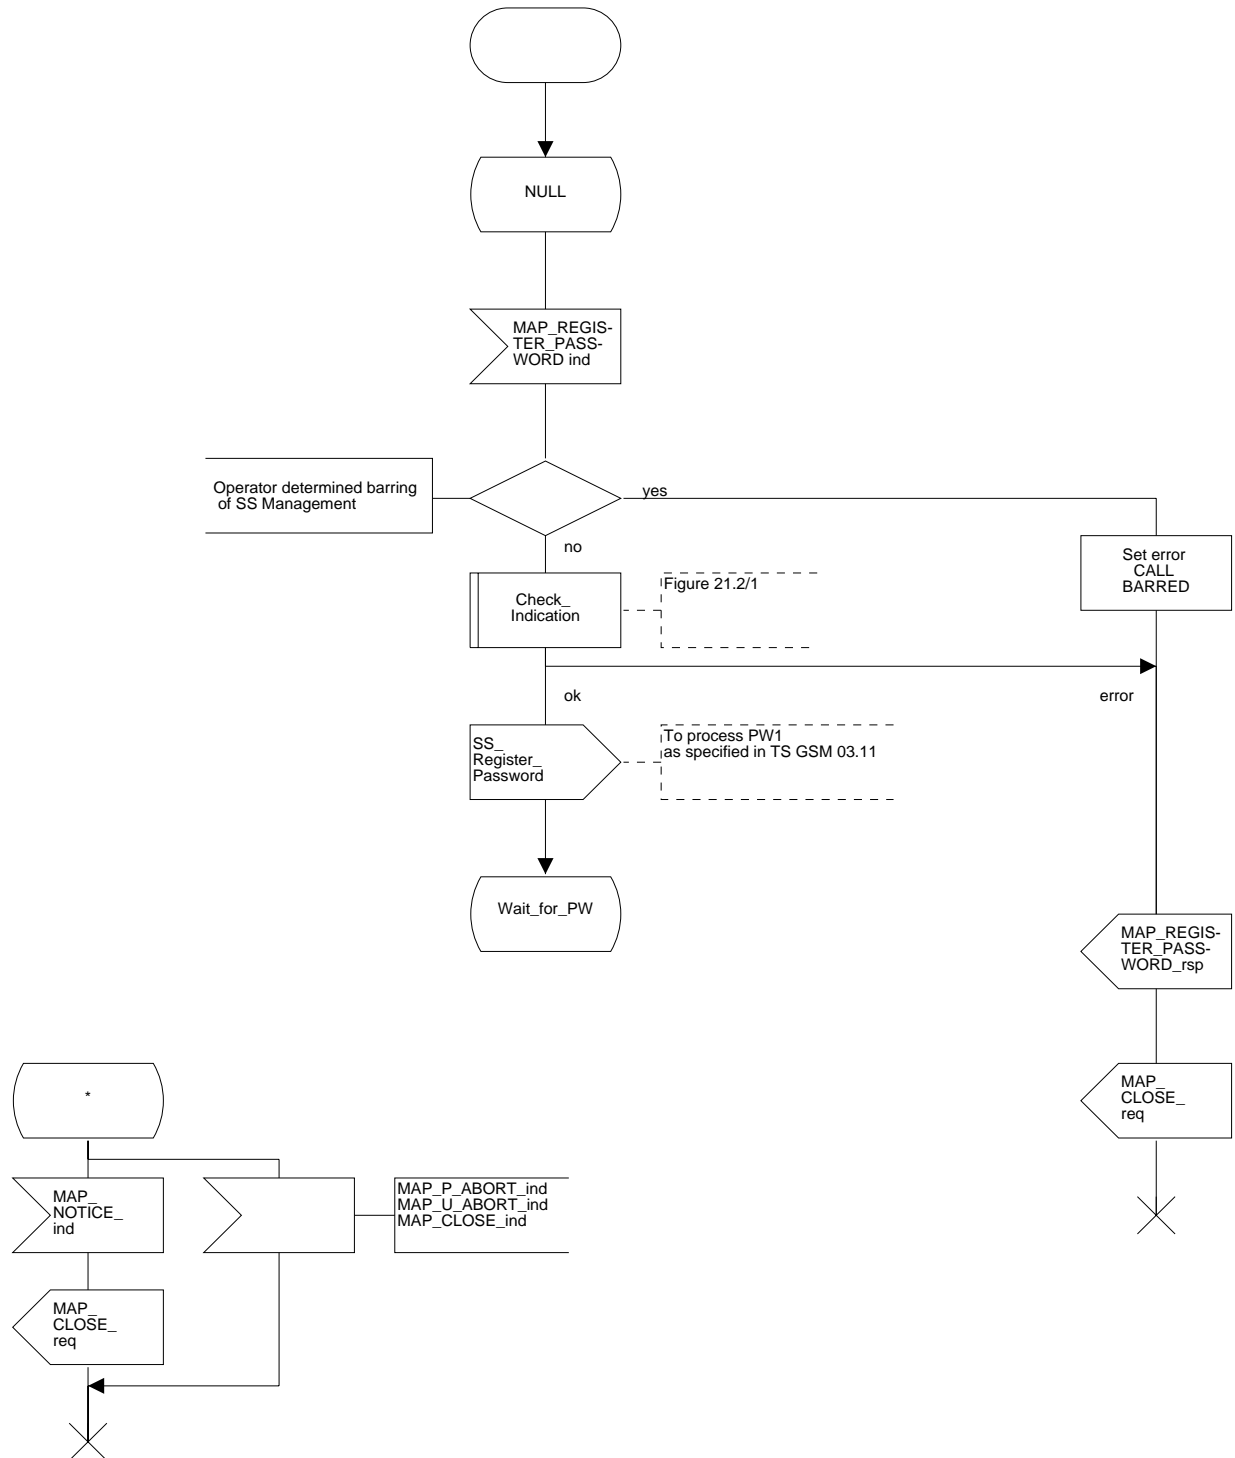 NULL
MAP_REGIS-
TER_PASS-
WORD ind
Operator determined barring
of SS Management
yes
no
Set error
CALL
BARRED
Check_
Indication
Figure 21.2/1
ok
error
SS_
Register_
Password
To process PW1
as specified in TS GSM 03.11
Wait_for_PW
MAP_REGIS-
TER_PASS-
WORD_rsp
MAP_
CLOSE_
req
*
MAP_
NOTICE_
ind
MAP_P_ABORT_ind
MAP_U_ABORT_ind
MAP_CLOSE_ind
MAP_
CLOSE_
req